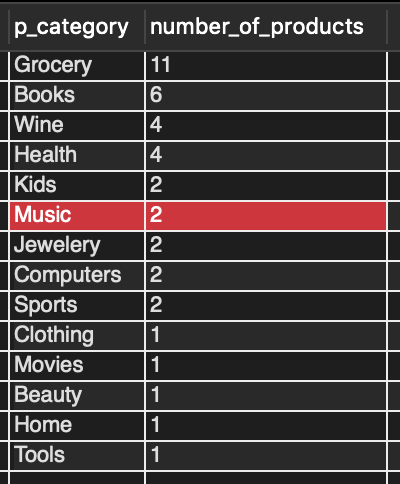 p_category number_of_products
Grocery 11
Books 6
Wine 4
Health 4
Kids 2
Music 2
Jewelery 2
Computers 2
Sports 2
Clothing 1
Movies 1
Beauty 1
Home 1
Tools 1